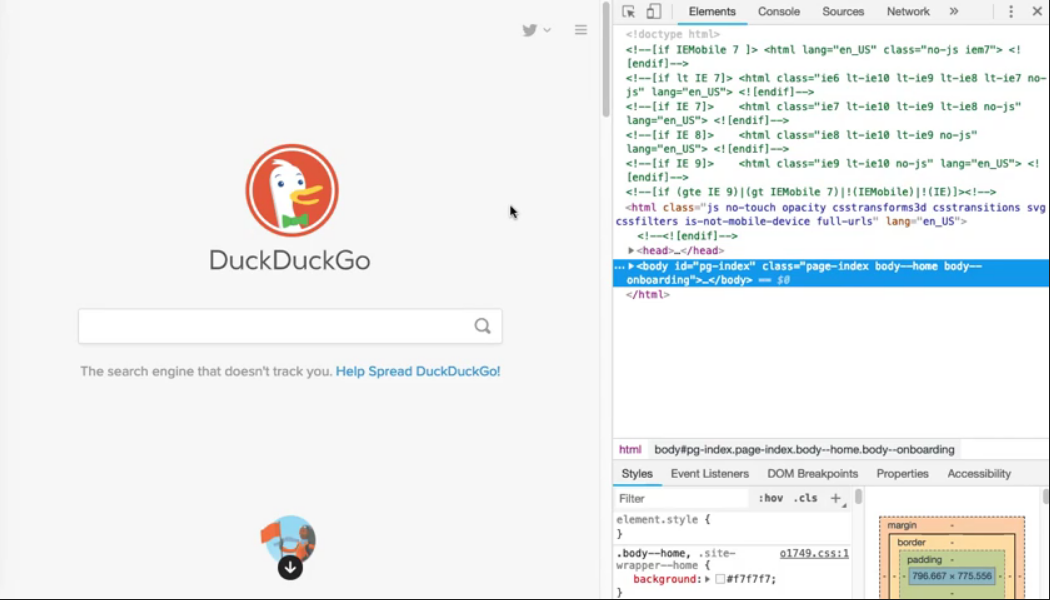 DuckDuckGo
The search engine that doesn't track you. Help Spread DuckDuckGo!
Elements Console Sources Network »
<!doctype html>
<!--[if IEMobile 7 ]> <html lang="en_US" class="no-js iem7"> <!
[endif]-->
<!--[if lt IE 7]> <html class="ie6 lt-ie10 lt-ie9 lt-ie8 lt-ie7 no-
js" lang="en_US"> <![endif]-->
<!--[if IE 7]> <html class="ie7 lt-ie10 lt-ie9 lt-ie8 no-js"
lang="en_US"> <![endif]-->
<!--[if IE 8]> <html class="ie8 lt-ie10 lt-ie9 no-js"
lang="en_US"> <![endif]-->
<!--[if IE 9]> <html class="ie9 lt-ie10 no-js" lang="en_US"> <!
[endif]-->
<!--[if (gte IE 9)|(gt IEMobile 7)|!(IEMobile)|!(IE)]><!-->
<html class="js no-touch opacity csstransforms3d csstransitions svg
cssfilters is-not-mobile-device full-urls" lang="en_US">
<!--<![endif]-->
▶<head>…</head>
…▶<body id="pg-index" class="page-index body--home body--
onboarding">…</body> == $0
</html>
html body#pg-index.page-index.body--home.body--onboarding
Styles Event Listeners DOM Breakpoints Properties Accessibility
Filter :hov .cls +
element.style {
}
.body--home, .site- o1749.css:1
wrapper--home {
background:▶ #f7f7f7;
}
margin -
border -
padding -
- - - 796.667 × 775.556 - - -
-